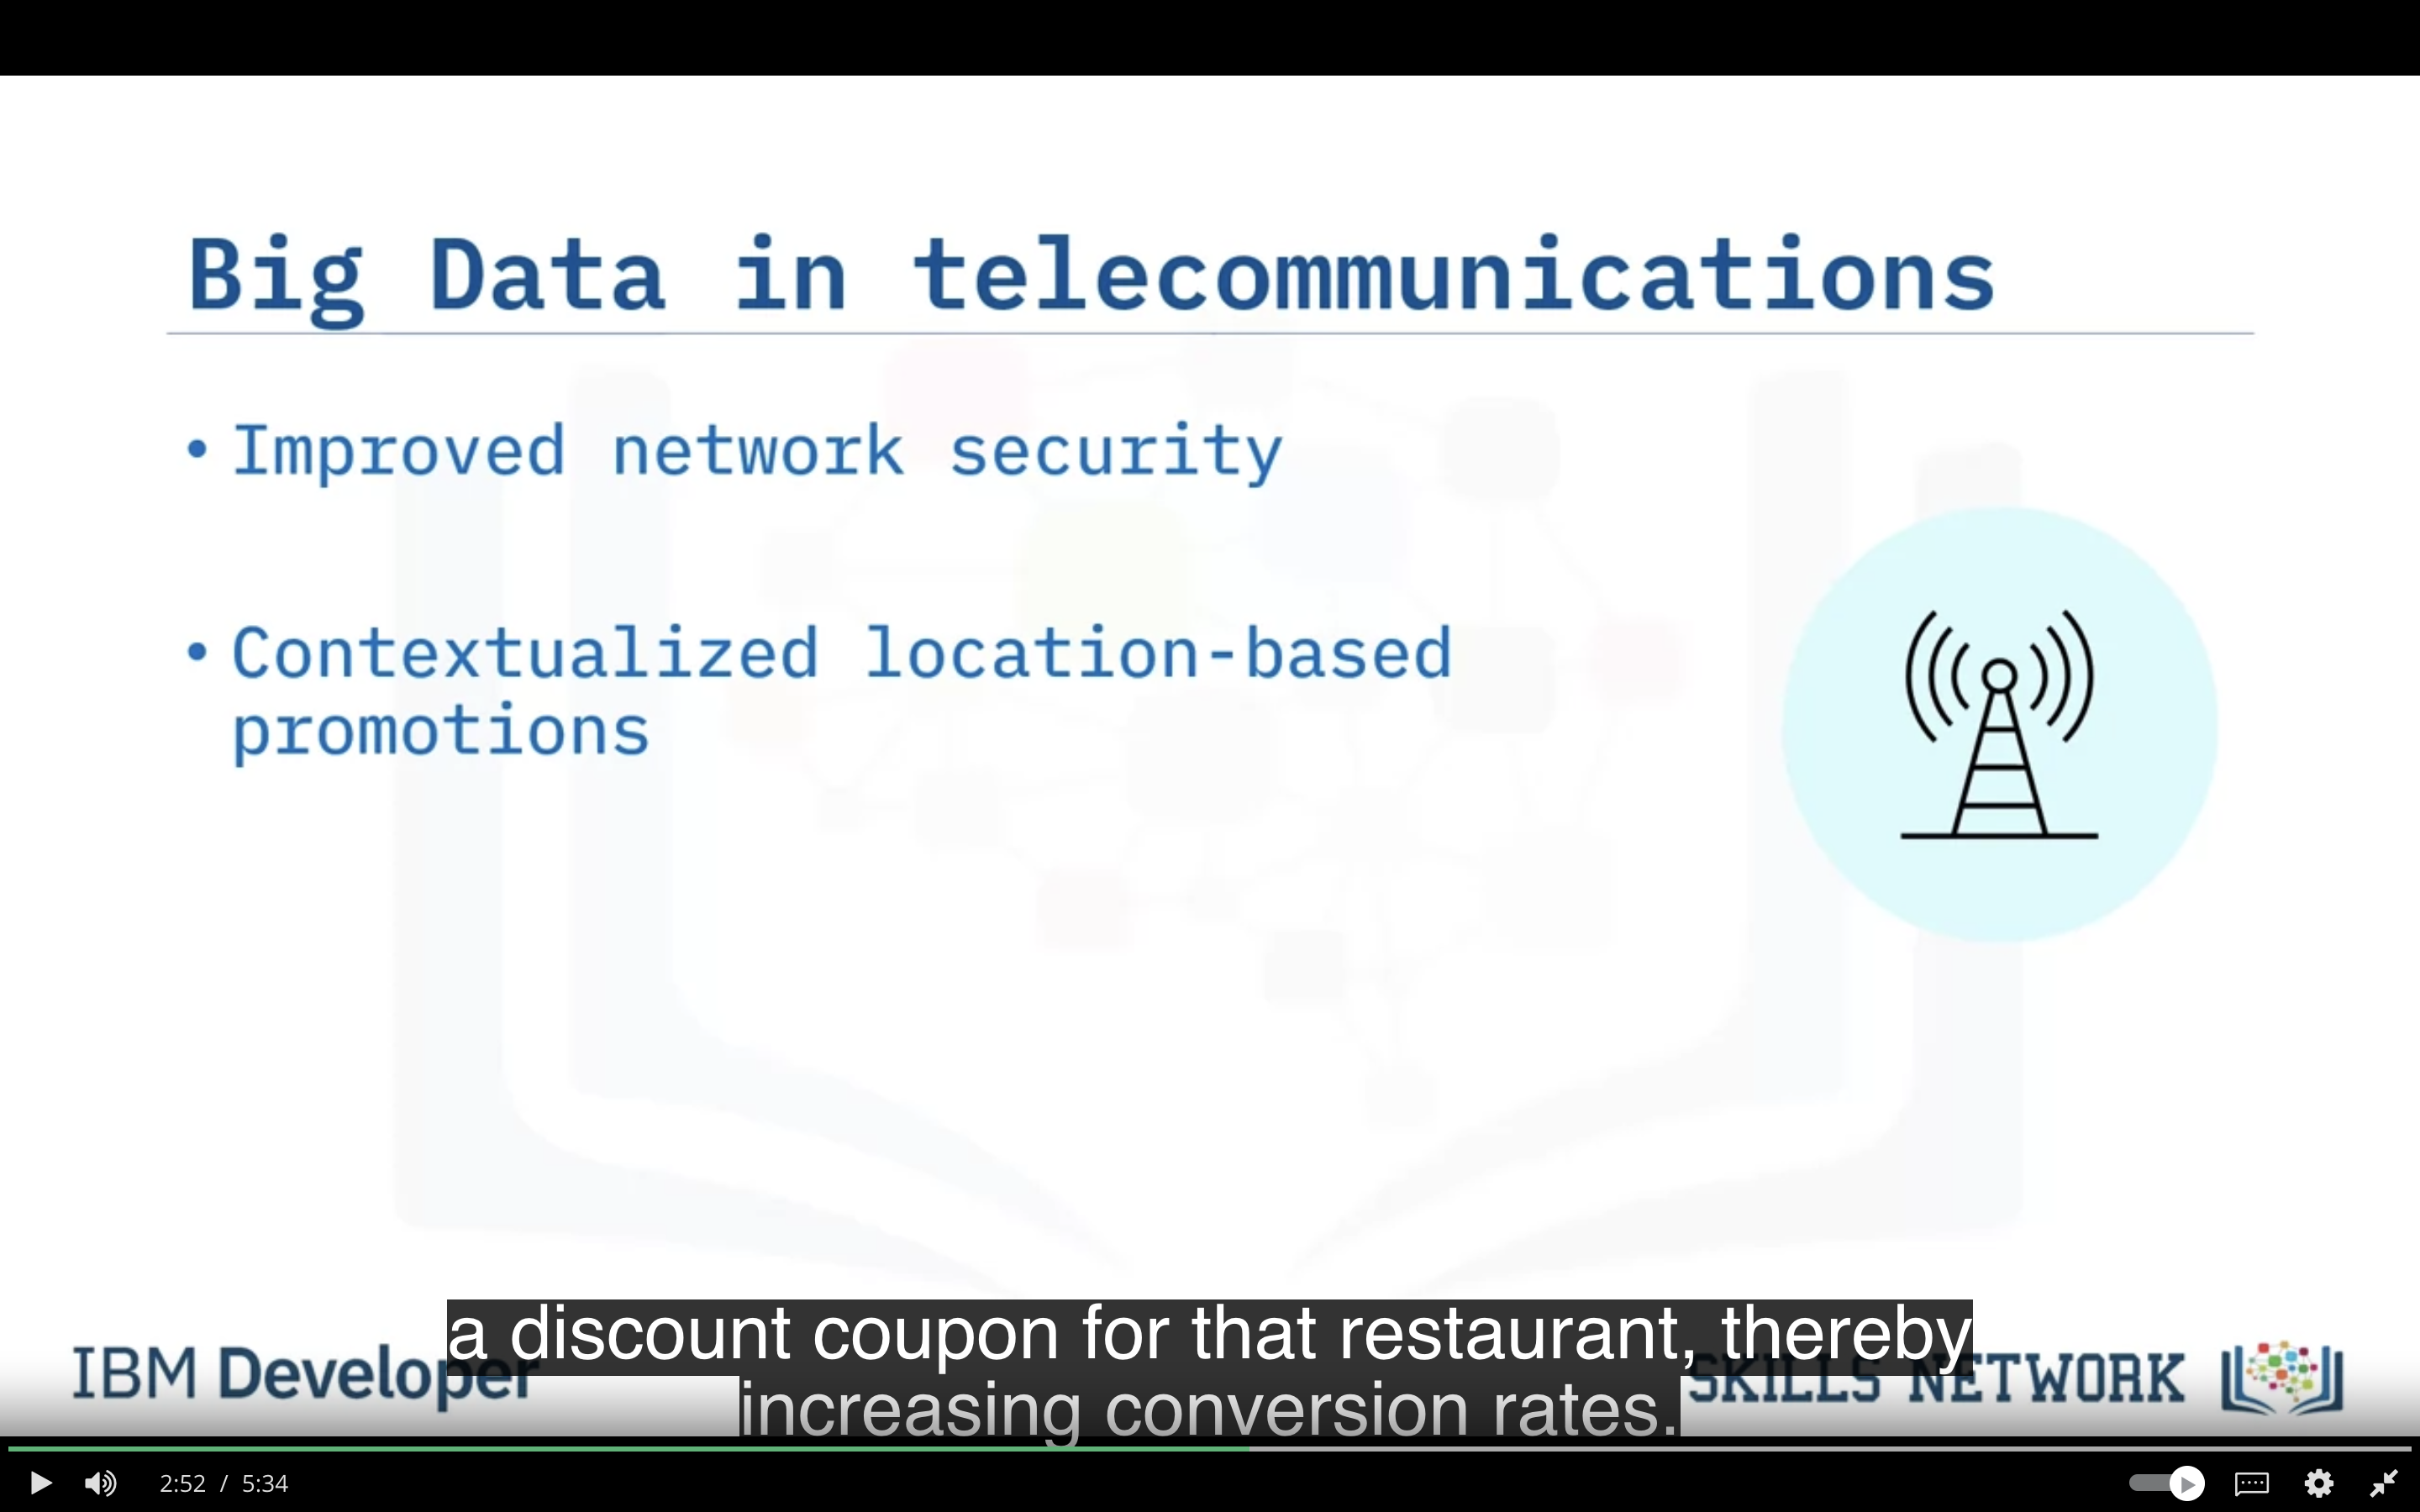 Big Data in telecommunications
• Improved network security
• Contextualized location-based
promotions
a discount coupon for that restaurant, thereby
increasing conversion rates.
IBM Developer
SKILLS NETWORK
2:52 / 5:34